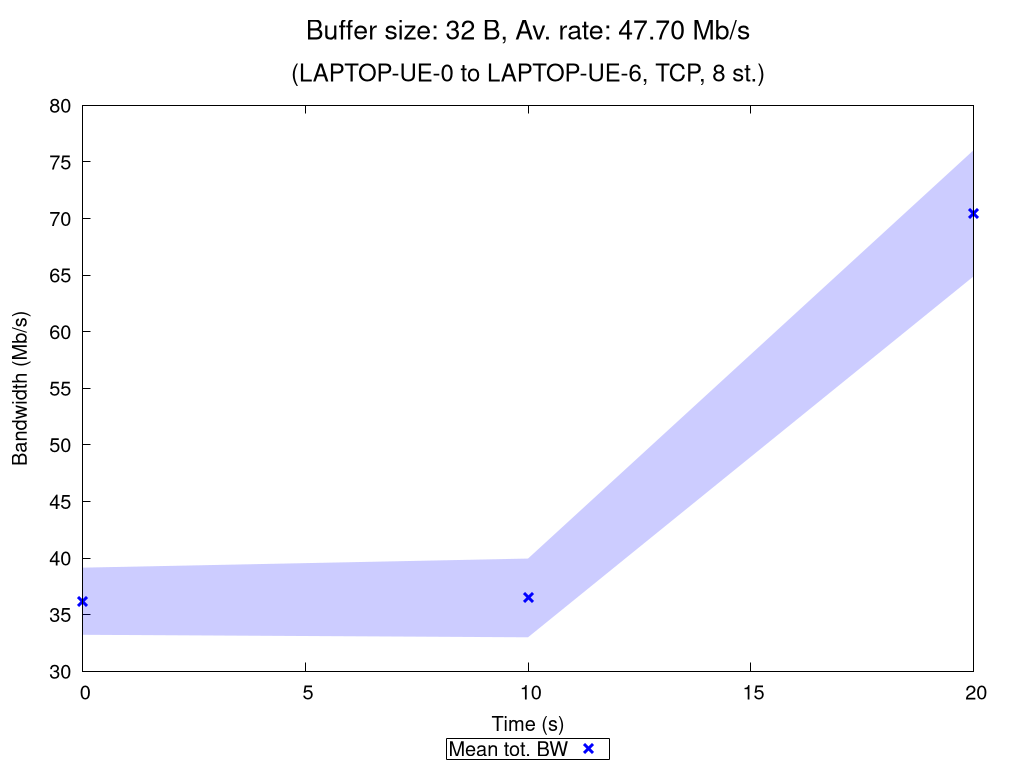 Buffer size: 32 B, Av. rate: 47.70 Mb/s
(LAPTOP-UE-0 to LAPTOP-UE-6, TCP, 8 st.)
80
75
70
65
60
55
50
45
40
35
30
Bandwidth (Mb/s)
0 5 10 15 20
Time (s)
Mean tot. BW